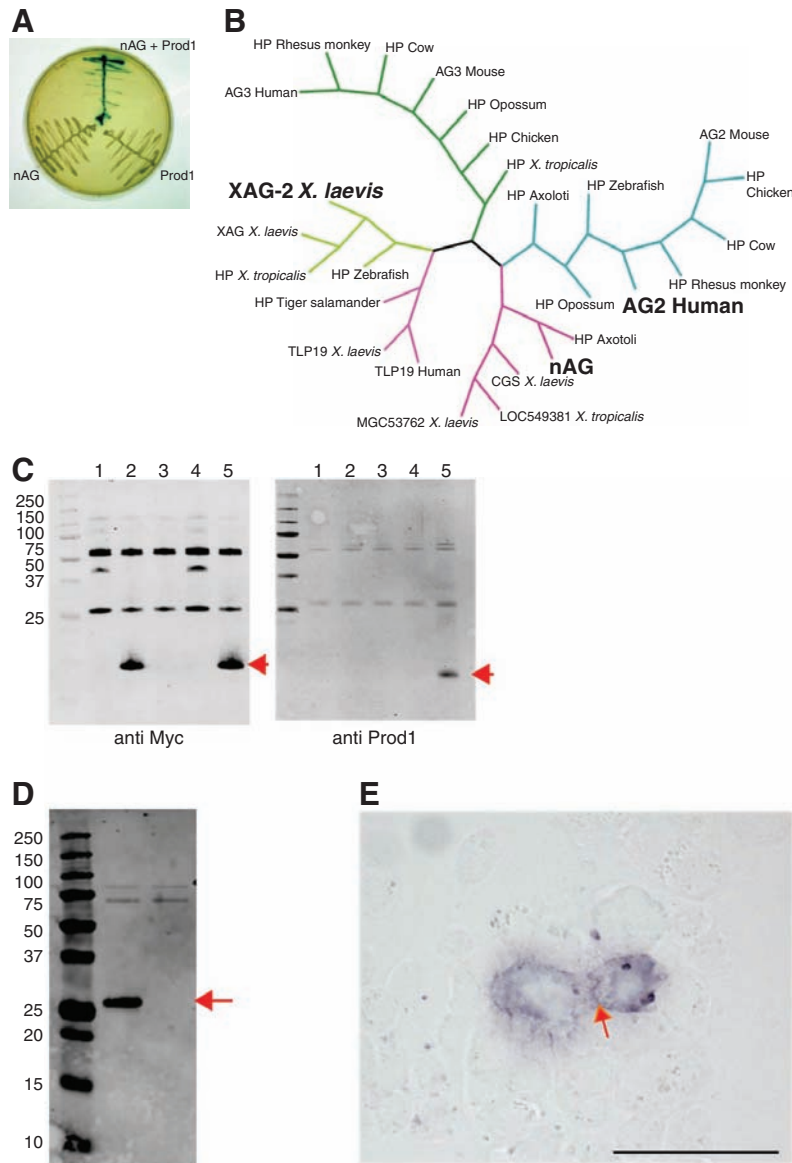 A
nAG + Prod1
nAG
Prod1
B
HP Rhesus monkey
HP Cow
AG3 Human
AG3 Mouse
HP Opossum
HP Chicken
HP X. tropicalis
AG2 Mouse
HP Chicken
HP Axoloti
HP Zebrafish
HP Cow
HP Rhesus monkey
HP Opossum
AG2 Human
XAG-2 X. laevis
XAG X. laevis
HP X. tropicalis
HP Zebrafish
HP Tiger salamander
TLP19 X. laevis
TLP19 Human
HP Axotoli
nAG
CGS X. laevis
LOC549381 X. tropicalis
MGC53762 X. laevis
C
1 2 3 4 5
250
150
100
75
50
37
25
anti Myc
1 2 3 4 5
anti Prod1
D
250
150
100
75
50
37
25
20
15
10
E